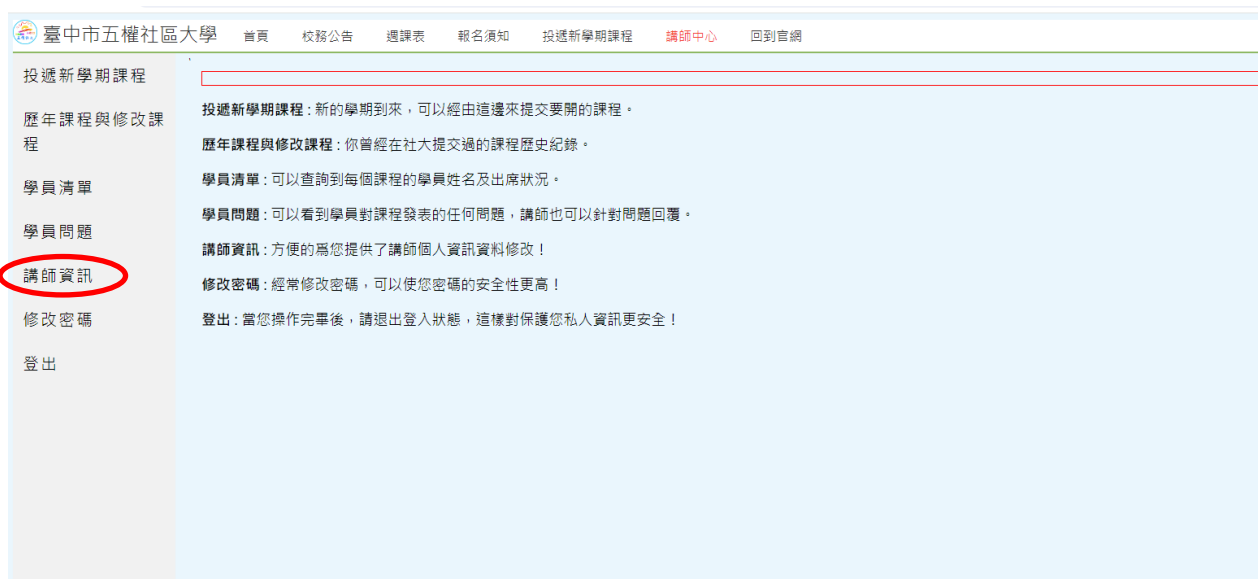 臺中市五權社區大學 首頁 校務公告 週課表 報名須知 投遞新學期課程 講師中心 回到官網
投遞新學期課程
歷年課程與修改課
程
學員清單
學員問題
講師資訊
修改密碼
登出
投遞新學期課程 : 新的學期到來，可以經由這邊來提交要開的課程。
歷年課程與修改課程 : 你曾經在社大提交過的課程歷史紀錄。
學員清單 : 可以查詢到每個課程的學員姓名及出席狀況。
學員問題 : 可以看到學員對課程發表的任何問題，講師也可以針對問題回覆。
講師資訊 : 方便的爲您提供了講師個人資訊資料修改！
修改密碼 : 經常修改密碼，可以使您密碼的安全性更高！
登出 : 當您操作完畢後，請退出登入狀態，這樣對保護您私人資訊更安全！